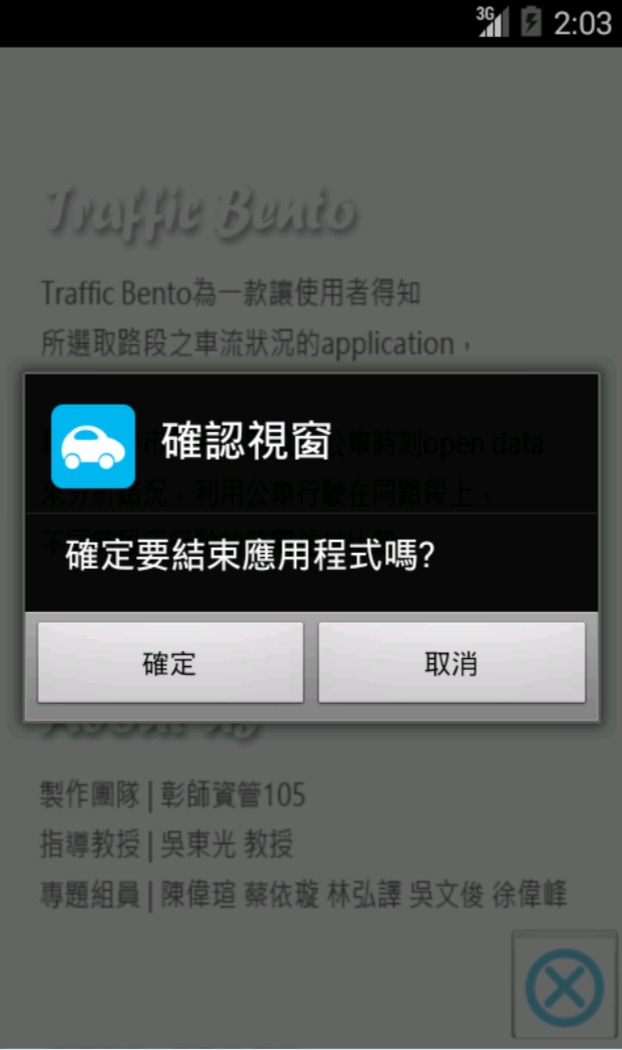 3G 2:03
Traffic Bento
Traffic Bento為一款讓使用者得知
所選取路段之車流狀況的application，
確認視窗
公車時刻open data
來分析路況，利用公車行駛在同路段上，
確定要結束應用程式嗎?
確定 取消
About Us
製作團隊 | 彰師資管105
指導教授 | 吳東光 教授
專題組員 | 陳偉瑄 蔡依璇 林弘譯 吳文俊 徐偉峰